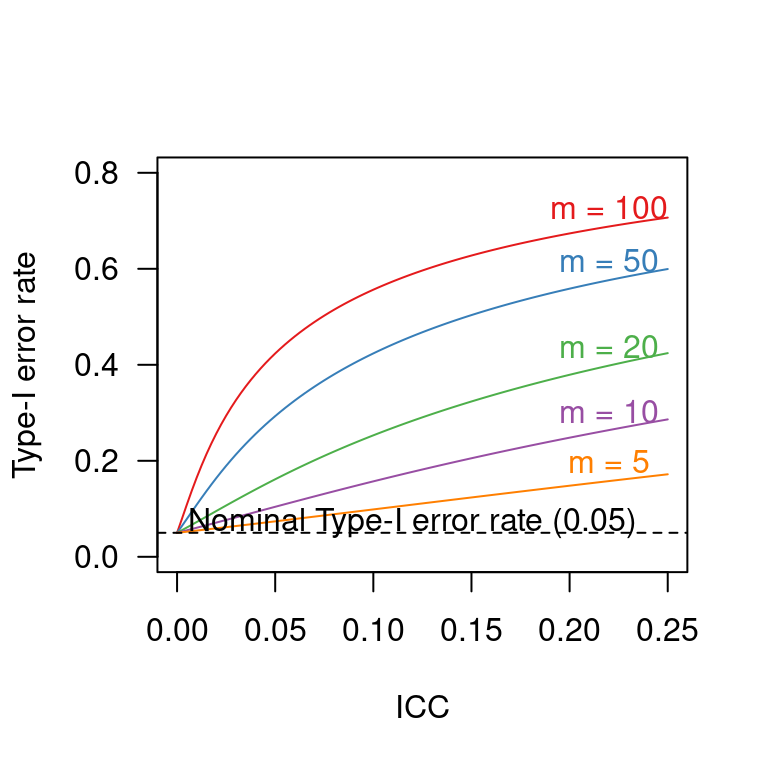 0.8
0.6
0.4
0.2
0.0
Type-I error rate
m = 100
m = 50
m = 20
m = 10
m = 5
Nominal Type-I error rate (0.05)
0.00 0.05 0.10 0.15 0.20 0.25
ICC